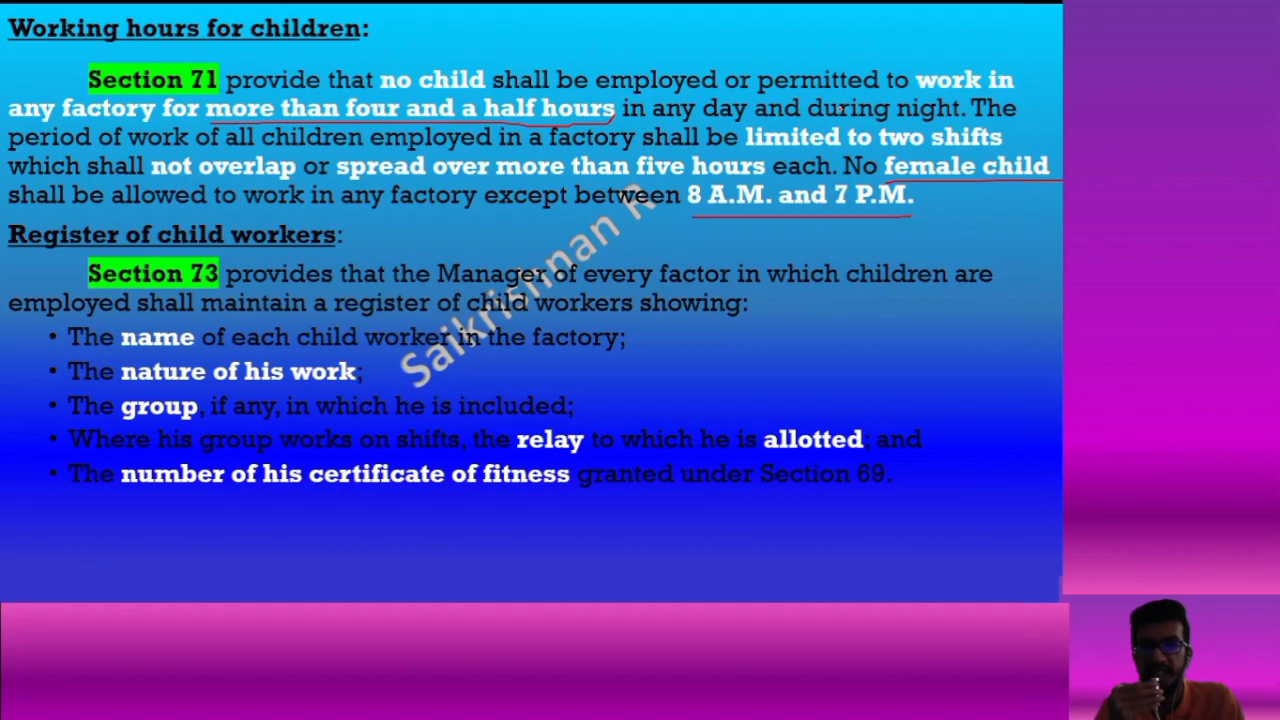 Working hours for children:
Section 71 provide that no child shall be employed or permitted to work in
any factory for more than four and a half hours in any day and during night. The
period of work of all children employed in a factory shall be limited to two shifts
which shall not overlap or spread over more than five hours each. No female child
shall be allowed to work in any factory except between 8 A.M. and 7 P.M.
Register of child workers:
Section 73 provides that the Manager of every factor in which children are
employed shall maintain a register of child workers showing:
• The name of each child worker in the factory;
• The nature of his work;
• The group, if any, in which he is included;
• Where his group works on shifts, the relay to which he is allotted; and
• The number of his certificate of fitness granted under Section 69.
Saikrishnan R